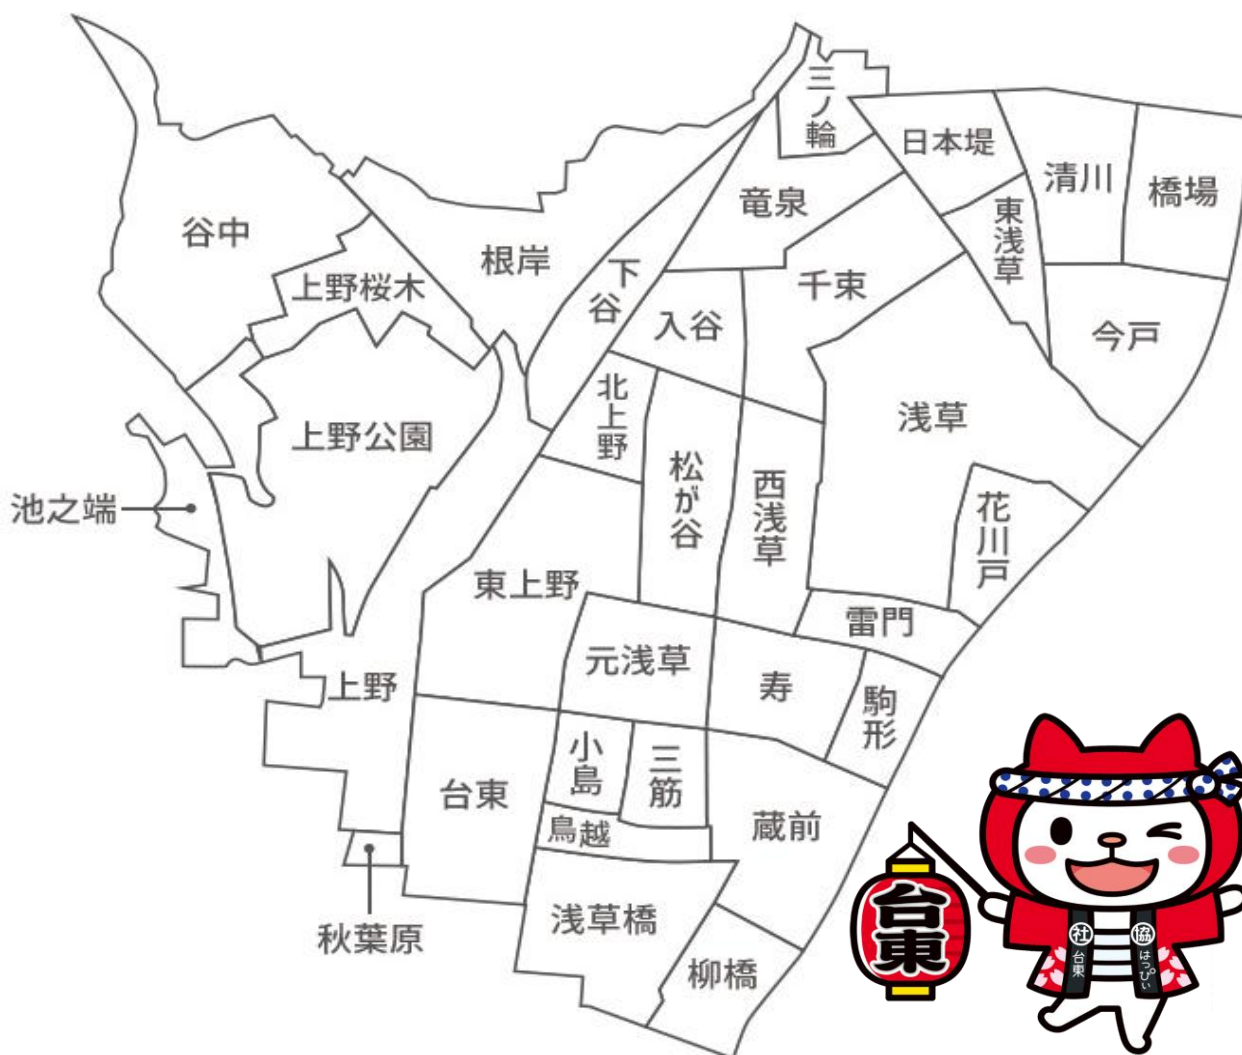 三ノ輪
日本堤
清川
橋場
竜泉
東浅草
谷中
根岸
下谷
上野桜木
千束
入谷
今戸
北上野
浅草
上野公園
松が谷
西浅草
池之端
花川戸
東上野
雷門
元浅草
上野
寿
駒形
小島
三筋
台東
蔵前
鳥越
浅草橋
秋葉原
柳橋
台東
社
台東
協
はっぴぃ